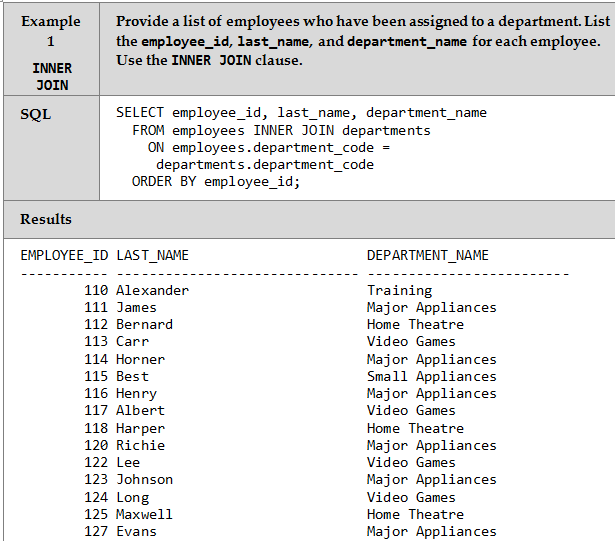 Example
1
INNER
JOIN
Provide a list of employees who have been assigned to a department. List
the employee_id, last_name, and department_name for each employee.
Use the INNER JOIN clause.
SQL
SELECT employee_id, last_name, department_name
FROM employees INNER JOIN departments
ON employees.department_code =
departments.department_code
ORDER BY employee_id;
Results
EMPLOYEE_ID LAST_NAME DEPARTMENT_NAME
----------- ------------------------------ -------------------------
110 Alexander Training
111 James Major Appliances
112 Bernard Home Theatre
113 Carr Video Games
114 Horner Major Appliances
115 Best Small Appliances
116 Henry Major Appliances
117 Albert Video Games
118 Harper Home Theatre
120 Richie Major Appliances
122 Lee Video Games
123 Johnson Major Appliances
124 Long Video Games
125 Maxwell Home Theatre
127 Evans Major Appliances